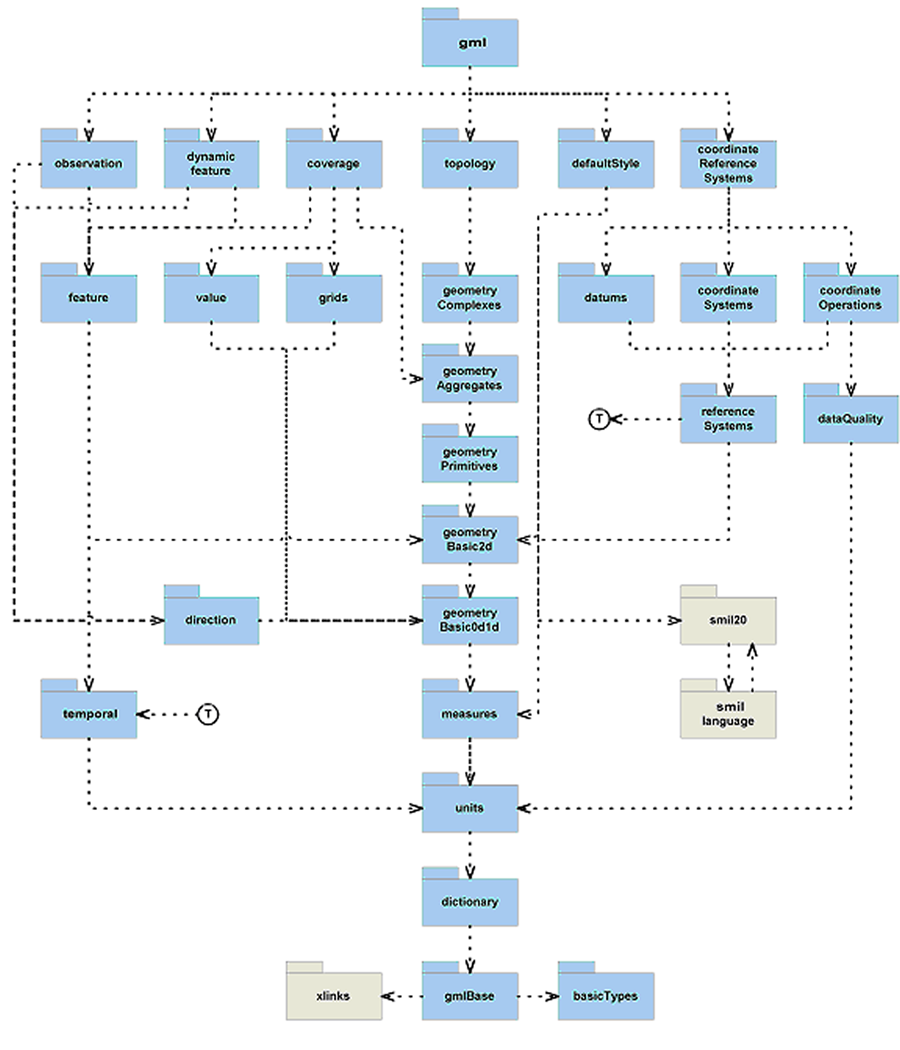 gml
observation
dynamic
feature
coverage
topology
defaultStyle
coordinate
Reference
Systems
feature
value
grids
geometry
Complexes
datums
coordinate
Systems
coordinate
Operations
geometry
Aggregates
T
reference
Systems
dataQuality
geometry
Primitives
geometry
Basic2d
direction
geometry
Basic0d1d
smil20
temporal
T
measures
smil
language
units
dictionary
xlinks
gmlBase
basicTypes